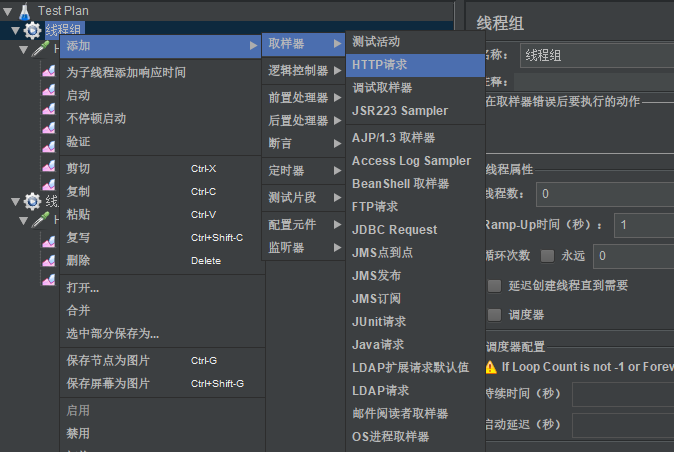 Test Plan
线程组
添加
为子线程添加响应时间
启动
不停顿启动
验证
剪切 Ctrl-X
复制 Ctrl-C
粘贴 Ctrl-V
复写 Ctrl+Shift-C
删除 Delete
打开...
合并
选中部分保存为...
保存节点为图片 Ctrl-G
保存屏幕为图片 Ctrl+Shift-G
启用
禁用
取样器
逻辑控制器
前置处理器
后置处理器
断言
定时器
测试片段
配置元件
监听器
测试活动
HTTP请求
调试取样器
JSR223 Sampler
AJP/1.3 取样器
Access Log Sampler
BeanShell 取样器
FTP请求
JDBC Request
JMS点到点
JMS发布
JMS订阅
JUnit请求
Java请求
LDAP扩展请求默认值
LDAP请求
邮件阅读者取样器
OS进程取样器
线程组
名称： 线程组
注释：
在取样器错误后要执行的动作
线程属性
线程数： 0
Ramp-Up时间（秒）： 1
循环次数 永远 0
延迟创建线程直到需要
调度器
调度器配置
If Loop Count is not -1 or Forev
持续时间（秒）
启动延迟（秒）